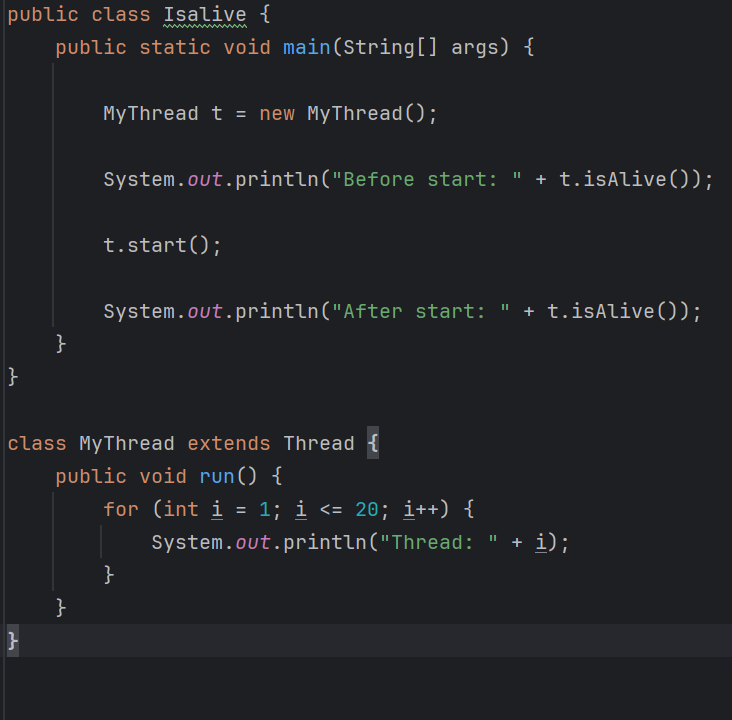 public class Isalive {
    public static void main(String[] args) {
        MyThread t = new MyThread();
        System.out.println("Before start: " + t.isAlive());
        t.start();
        System.out.println("After start: " + t.isAlive());
    }
}
class MyThread extends Thread {
    public void run() {
        for (int i = 1; i <= 20; i++) {
            System.out.println("Thread: " + i);
        }
    }
}